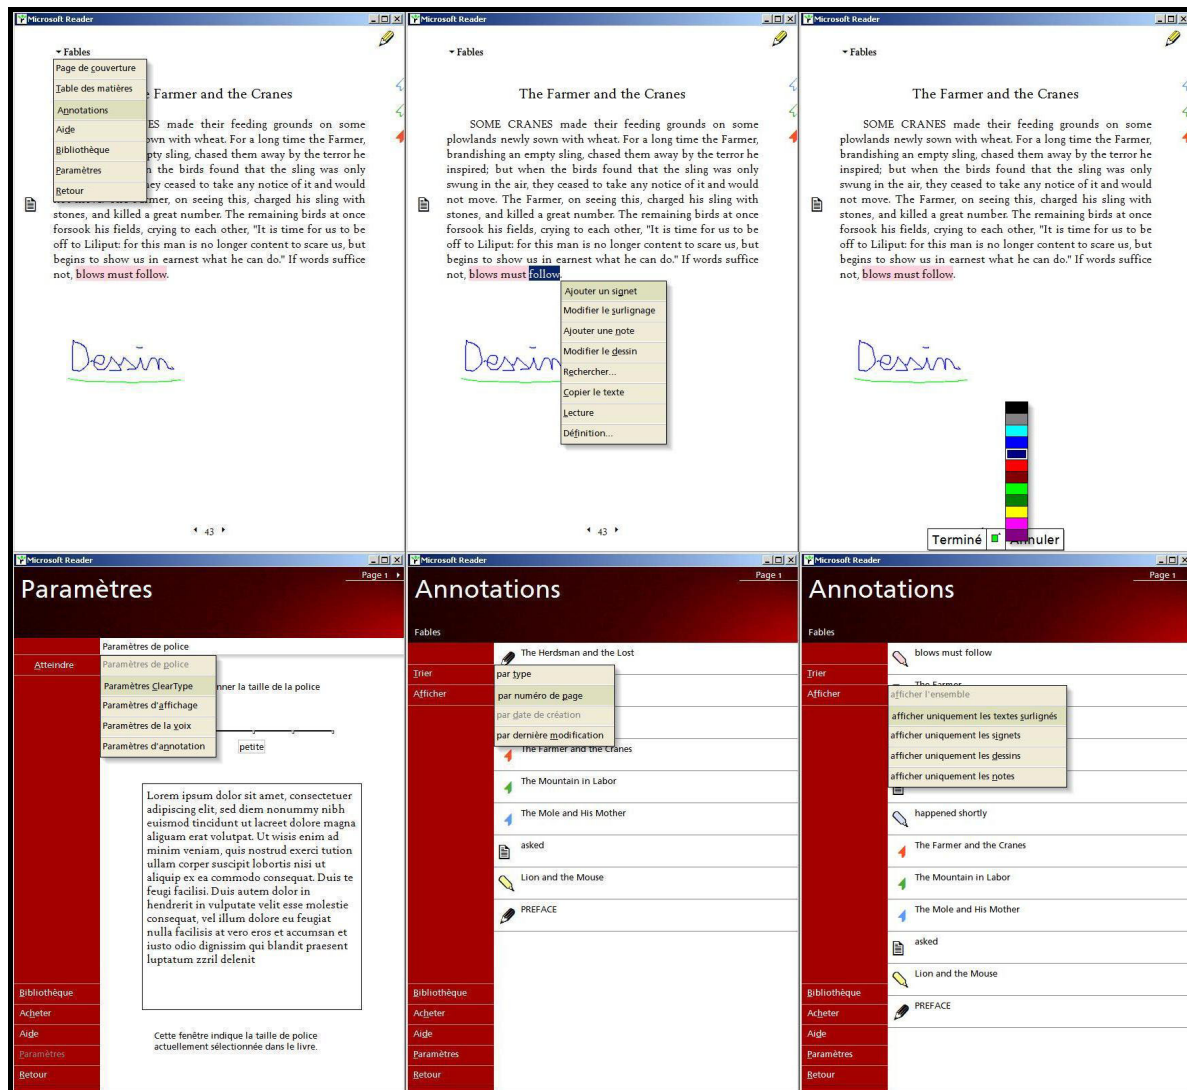 Microsoft Reader
Fables
Page de couverture
Table des matières
Annotations
Aide
Bibliothèque
Paramètres
Retour
Farmer and the Cranes
ES made their feeding grounds on some
own with wheat. For a long time the Farmer,
pty sling, chased them away by the terror he
n the birds found that the sling was only
swung in the air, they ceased to take any notice of it and would
mer, on seeing this, charged his sling with
stones, and killed a great number. The remaining birds at once
forsook his fields, crying to each other, "It is time for us to be
off to Liliput: for this man is no longer content to scare us, but
begins to show us in earnest what he can do." If words suffice
not, blows must follow.
Dessin
43
Microsoft Reader
Fables
The Farmer and the Cranes
SOME CRANES made their feeding grounds on some
plowlands newly sown with wheat. For a long time the Farmer,
brandishing an empty sling, chased them away by the terror he
inspired; but when the birds found that the sling was only
swung in the air, they ceased to take any notice of it and would
not move. The Farmer, on seeing this, charged his sling with
stones, and killed a great number. The remaining birds at once
forsook his fields, crying to each other, "It is time for us to be
off to Liliput: for this man is no longer content to scare us, but
begins to show us in earnest what he can do." If words suffice
not, blows must follow.
Ajouter un signet
Modifier le surlignage
Ajouter une note
Modifier le dessin
Rechercher...
Copier le texte
Lecture
Définition...
Dessin
43
Microsoft Reader
Fables
The Farmer and the Cranes
SOME CRANES made their feeding grounds on some
plowlands newly sown with wheat. For a long time the Farmer,
brandishing an empty sling, chased them away by the terror he
inspired; but when the birds found that the sling was only
swung in the air, they ceased to take any notice of it and would
not move. The Farmer, on seeing this, charged his sling with
stones, and killed a great number. The remaining birds at once
forsook his fields, crying to each other, "It is time for us to be
off to Liliput: for this man is no longer content to scare us, but
begins to show us in earnest what he can do." If words suffice
not, blows must follow.
Dessin
Terminé Annuler
Microsoft Reader
Paramètres
Page 1
Paramètres de police
Atteindre
Paramètres de police
Paramètres ClearType
Paramètres d'affichage
Paramètres de la voix
Paramètres d'annotation
nner la taille de la police
petite
Lorem ipsum dolor sit amet, consectetuer
adipiscing elit, sed diem nonummy nibh
euismod tincidunt ut lacreet dolore magna
aliguam erat volutpat. Ut wisis enim ad
minim veniam, quis nostrud exerci tution
ullam corper suscipit lobortis nisi ut
aliquip ex ea commodo consequat. Duis te
feugi facilisi. Duis autem dolor in
hendrerit in vulputate velit esse molestie
consequat, vel illum dolore eu feugiat
nulla facilisis at vero eros et accumsan et
iusto odio dignissim qui blandit praesent
luptatum zzril delenit
Cette fenêtre indique la taille de police
actuellement sélectionnée dans le livre.
Bibliothèque
Acheter
Aide
Paramètres
Retour
Microsoft Reader
Annotations
Page 1
Fables
Trier
Afficher
The Herdsman and the Lost
par type
par numéro de page
par date de création
par dernière modification
The Farmer and the Cranes
The Mountain in Labor
The Mole and His Mother
asked
Lion and the Mouse
PREFACE
Bibliothèque
Acheter
Aide
Paramètres
Retour
Microsoft Reader
Annotations
Page 1
Fables
Trier
Afficher
blows must follow
The Farmer
afficher l'ensemble
afficher uniquement les textes surlignés
afficher uniquement les signets
afficher uniquement les dessins
afficher uniquement les notes
happened shortly
The Farmer and the Cranes
The Mountain in Labor
The Mole and His Mother
asked
Lion and the Mouse
PREFACE
Bibliothèque
Acheter
Aide
Paramètres
Retour